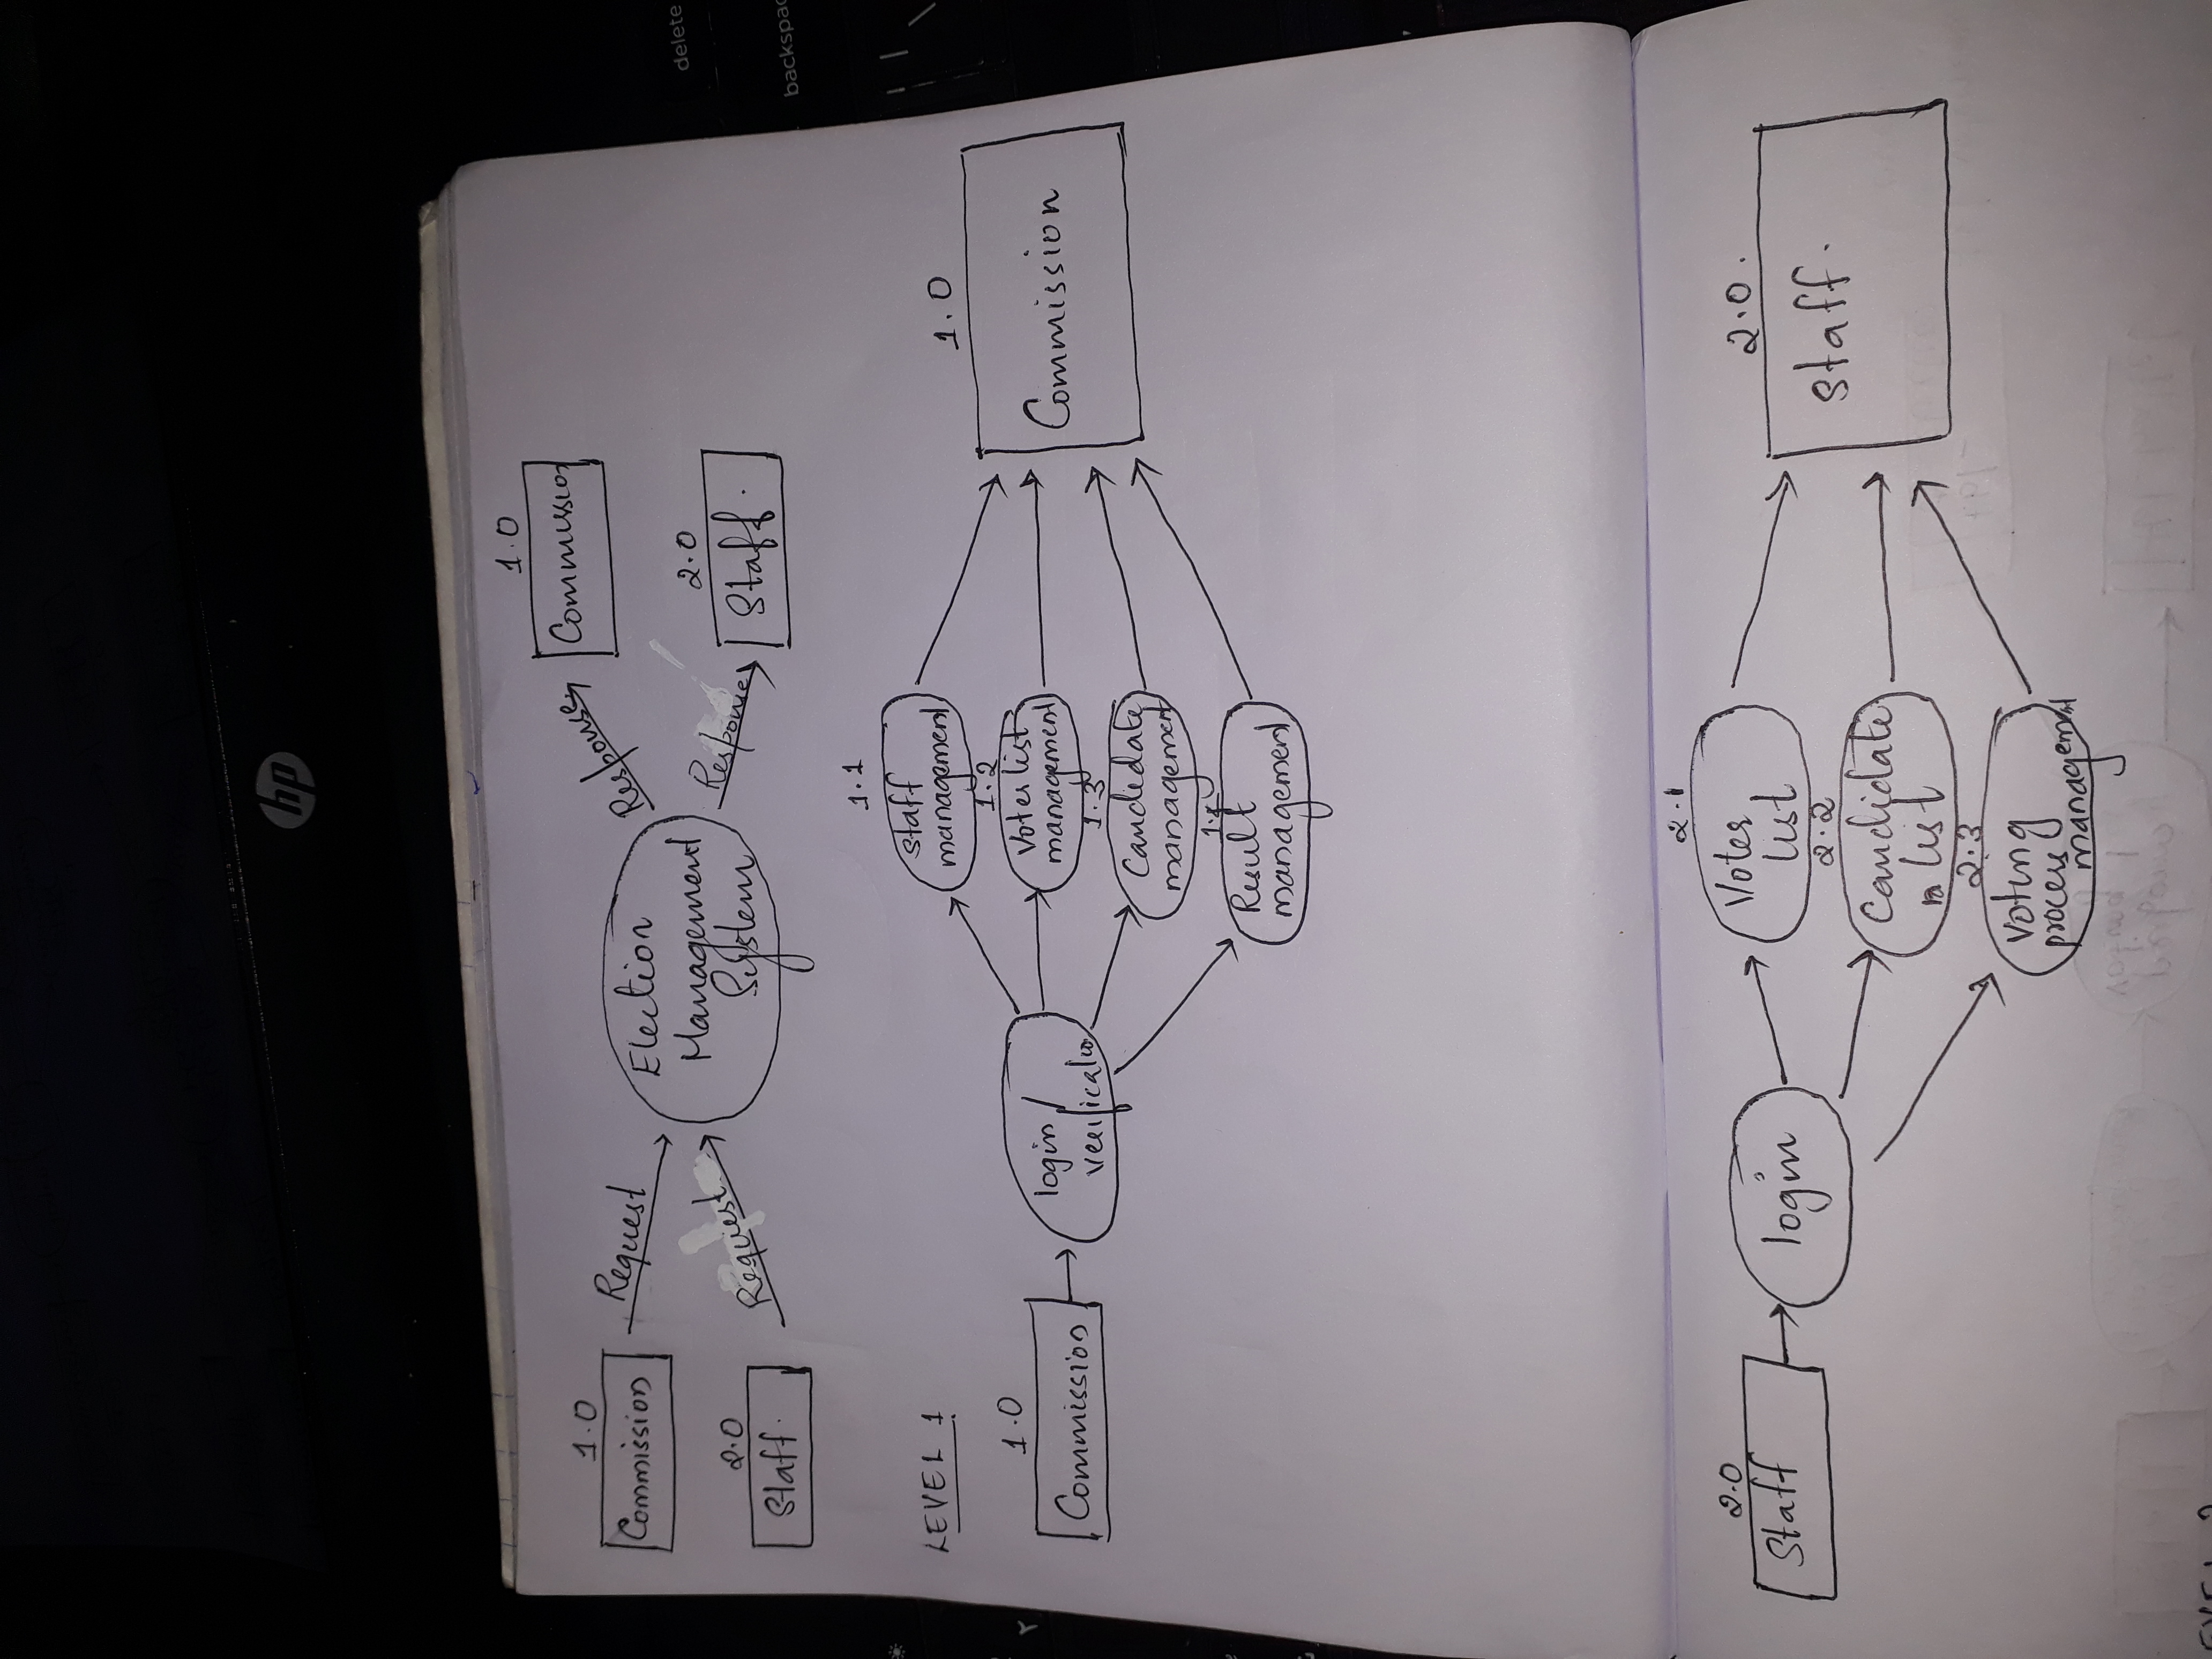 hp
delete
backspac
1.0
Commission
Request
Election
Management
System
Response
1.0
Commission
2.0
Staff.
Request
Response
2.0
Staff.
LEVEL 1
1.0
Commission
login/
verificatio
1.1
Staff
management
1.2
Voter list
management
1.3
Candidate
management
Result
management
1.0
Commission
2.0
Staff
login
2.1
Voter
list
2.2
Candidate
list
2.3
Voting
process
management
2.0.
Staff.